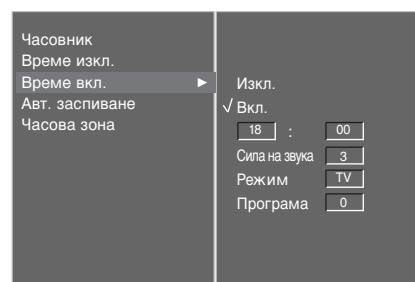 Часовник
Време изкл.
Време вкл. ►
Авт. заспиване
Часова зона
Изкл.
√ Вкл.
18 : 00
Сила на звука 3
Режим TV
Програма 0